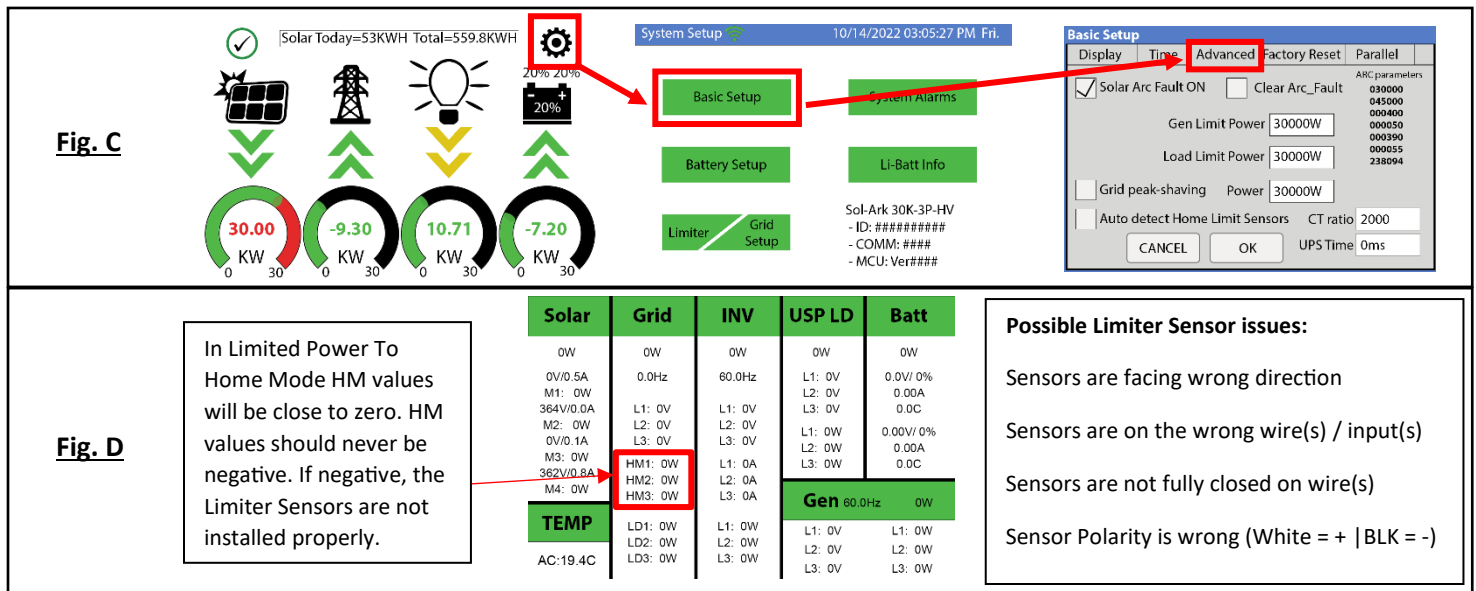 Fig. C
Solar Today=53KWH Total=559.8KWH
20% 20%
- +
20%
30.00
KW
0 30
-9.30
KW
0 30
10.71
KW
0 30
-7.20
KW
0 30
System Setup 10/14/2022 03:05:27 PM Fri.
Basic Setup System Alarms
Battery Setup Li-Batt Info
Limiter Grid Setup
Sol-Ark 30K-3P-HV
- ID: ##########
- COMM: ####
- MCU: Ver####
Basic Setup
Display Time Advanced Factory Reset Parallel
Solar Arc Fault ON Clear Arc_Fault
Gen Limit Power 30000W
Load Limit Power 30000W
Grid peak-shaving Power 30000W
Auto detect Home Limit Sensors CT ratio 2000
CANCEL OK UPS Time 0ms
ARC parameters
030000
045000
000400
000050
000390
000055
238094
Fig. D
In Limited Power To
Home Mode HM values
will be close to zero. HM
values should never be
negative. If negative, the
Limiter Sensors are not
installed properly.
Solar
0W
0V/0.5A
M1: 0W
364V/0.0A
M2: 0W
0V/0.1A
M3: 0W
362V/0.8A
M4: 0W
TEMP
AC:19.4C
Grid
0W
0.0Hz
L1: 0V
L2: 0V
L3: 0V
HM1: 0W
HM2: 0W
HM3: 0W
LD1: 0W
LD2: 0W
LD3: 0W
INV
0W
60.0Hz
L1: 0V
L2: 0V
L3: 0V
L1: 0A
L2: 0A
L3: 0A
L1: 0W
L2: 0W
L3: 0W
USP LD
0W
L1: 0V
L2: 0V
L3: 0V
L1: 0W
L2: 0W
L3: 0W
Batt
0W
0.0V/ 0%
0.00A
0.0C
0.00V/ 0%
0.00A
0.0C
Gen 60.0Hz 0W
L1: 0V L1: 0W
L2: 0V L2: 0W
L3: 0V L3: 0W
Possible Limiter Sensor issues:
Sensors are facing wrong direction
Sensors are on the wrong wire(s) / input(s)
Sensors are not fully closed on wire(s)
Sensor Polarity is wrong (White = + |BLK = -)